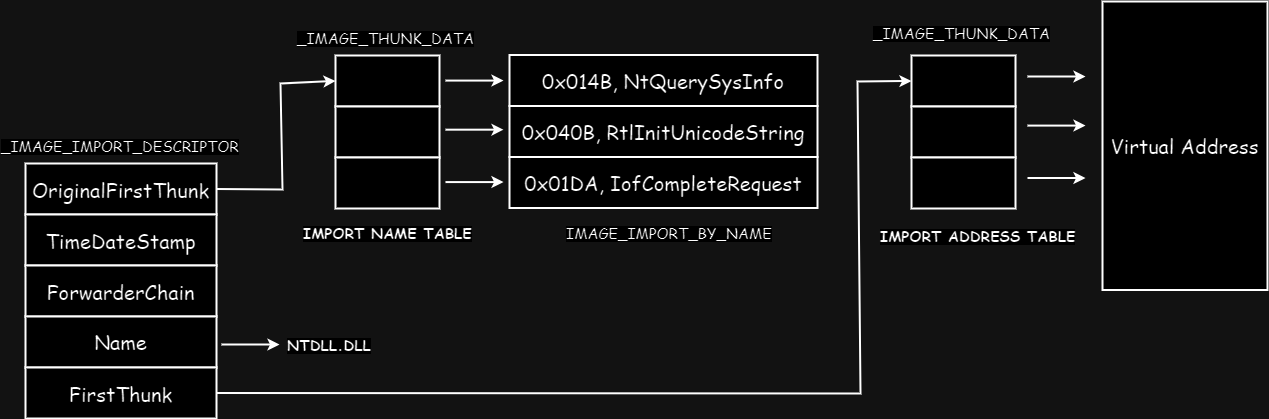 _IMAGE_THUNK_DATA
_IMAGE_THUNK_DATA
0x014B, NtQuerySysInfo
0x040B, RtlInitUnicodeString
0x01DA, IofCompleteRequest
Virtual Address
_IMAGE_IMPORT_DESCRIPTOR
OriginalFirstThunk
TimeDateStamp
ForwarderChain
Name
FirstThunk
IMPORT NAME TABLE
IMAGE_IMPORT_BY_NAME
IMPORT ADDRESS TABLE
NTDLL.DLL